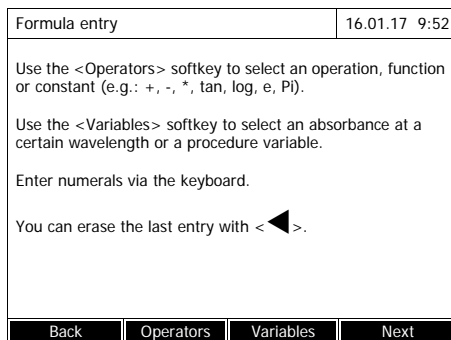 Formula entry
16.01.17 9:52
Use the <Operators> softkey to select an operation, function
or constant (e.g.: +, -, *, tan, log, e, Pi).
Use the <Variables> softkey to select an absorbance at a
certain wavelength or a procedure variable.
Enter numerals via the keyboard.
You can erase the last entry with <◀>.
Back Operators Variables Next